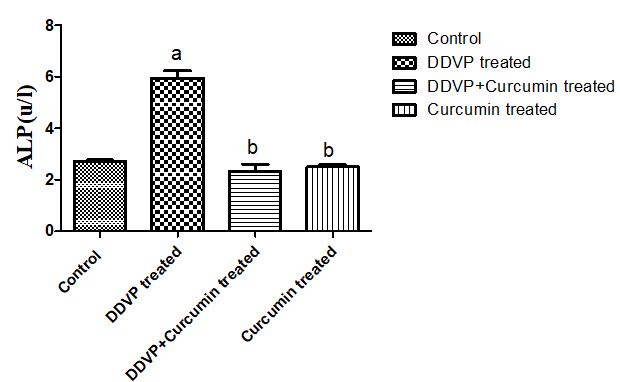 8
6
4
2
0
ALP (u/l)
a
b
b
Control
DDVP treated
DDVP+Curcumin treated
Curcumin treated
Control
DDVP treated
DDVP+Curcumin treated
Curcumin treated